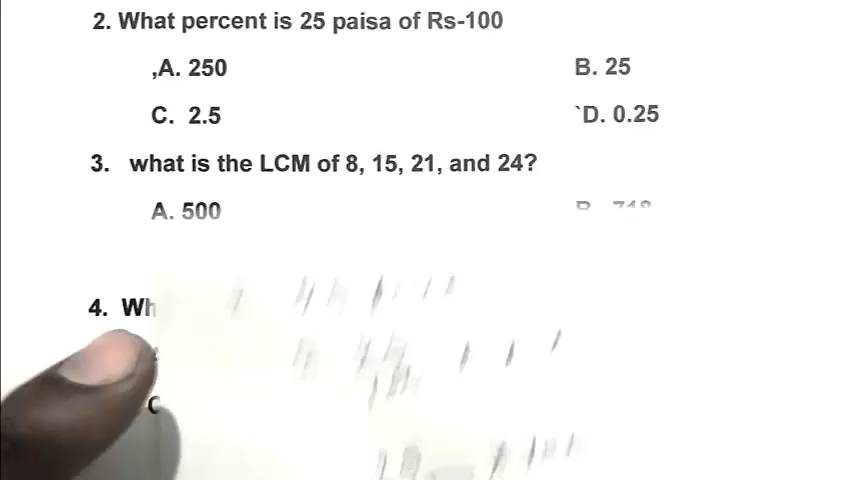 2. What percent is 25 paisa of Rs-100
,A. 250 B. 25
C. 2.5 `D. 0.25
3. what is the LCM of 8, 15, 21, and 24?
A. 500
4.